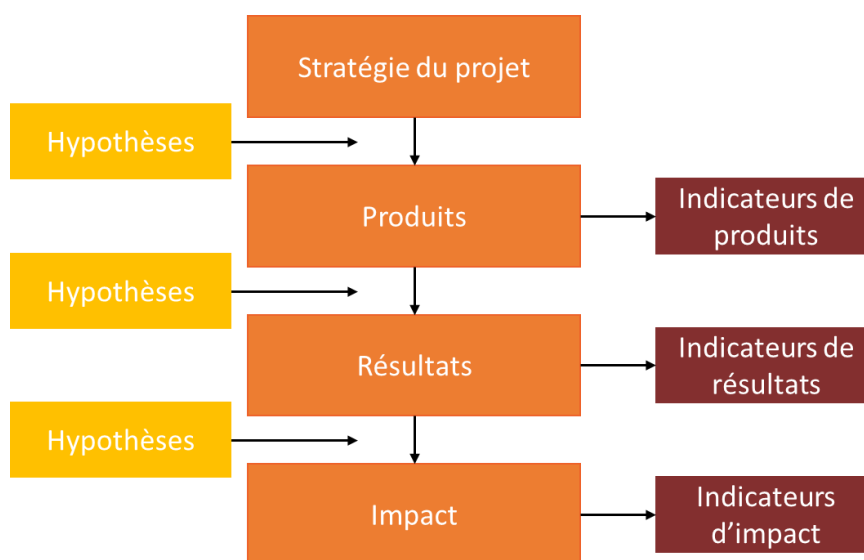 Stratégie du projet
Hypothèses
Produits
Indicateurs de
produits
Hypothèses
Résultats
Indicateurs de
résultats
Hypothèses
Impact
Indicateurs
d’impact